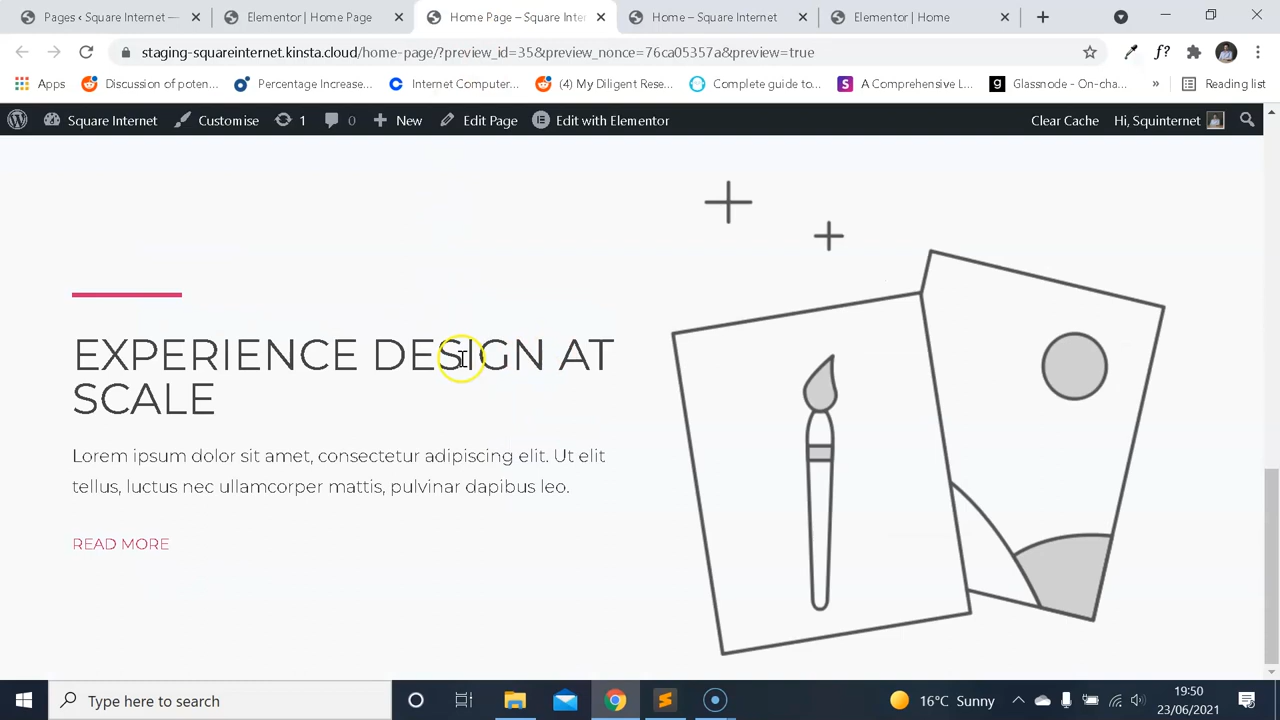 Pages ‹ Square Internet —
Elementor | Home Page
Home Page – Square Inter
Home – Square Internet
Elementor | Home
staging-squareinternet.kinsta.cloud/home-page/?preview_id=35&preview_nonce=76ca05357a&preview=true
f?
Apps
Discussion of poten...
Percentage Increase...
Internet Computer...
(4) My Diligent Rese...
Complete guide to...
A Comprehensive L...
g
Glassnode - On-cha...
»
Reading list
Square Internet
Customise
1
0
New
Edit Page
Edit with Elementor
Clear Cache
Hi, Squinternet
EXPERIENCE DESIGN AT
SCALE
Lorem ipsum dolor sit amet, consectetur adipiscing elit. Ut elit
tellus, luctus nec ullamcorper mattis, pulvinar dapibus leo.
READ MORE
Type here to search
16°C Sunny
19:50
23/06/2021